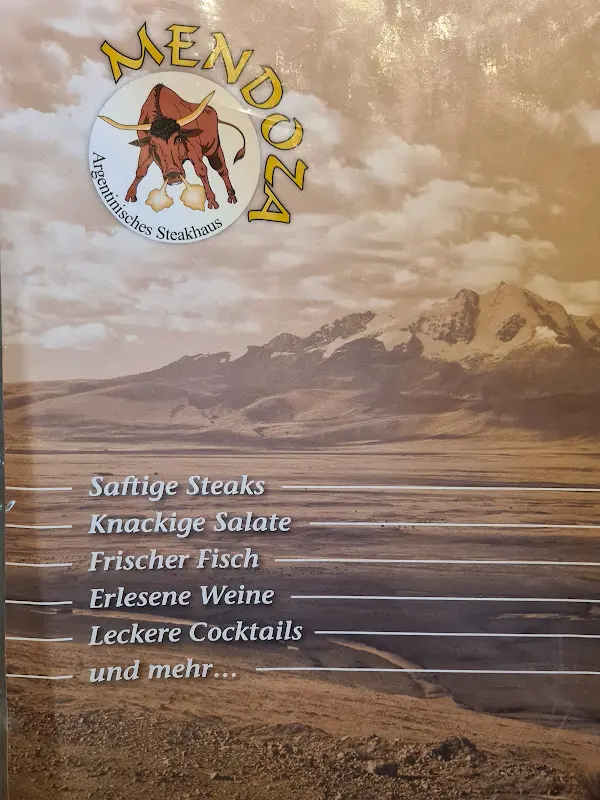 MENDOZA
Argentinisches Steakhaus
Saftige Steaks
Knackige Salate
Frischer Fisch
Erlesene Weine
Leckere Cocktails
und mehr...